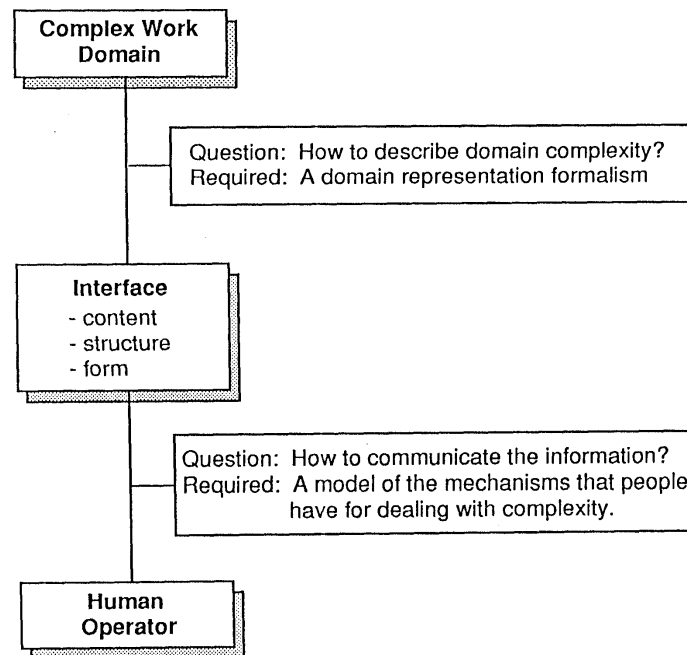 Complex Work
Domain
Question: How to describe domain complexity?
Required: A domain representation formalism
Interface
- content
- structure
- form
Question: How to communicate the information?
Required: A model of the mechanisms that people
have for dealing with complexity.
Human
Operator